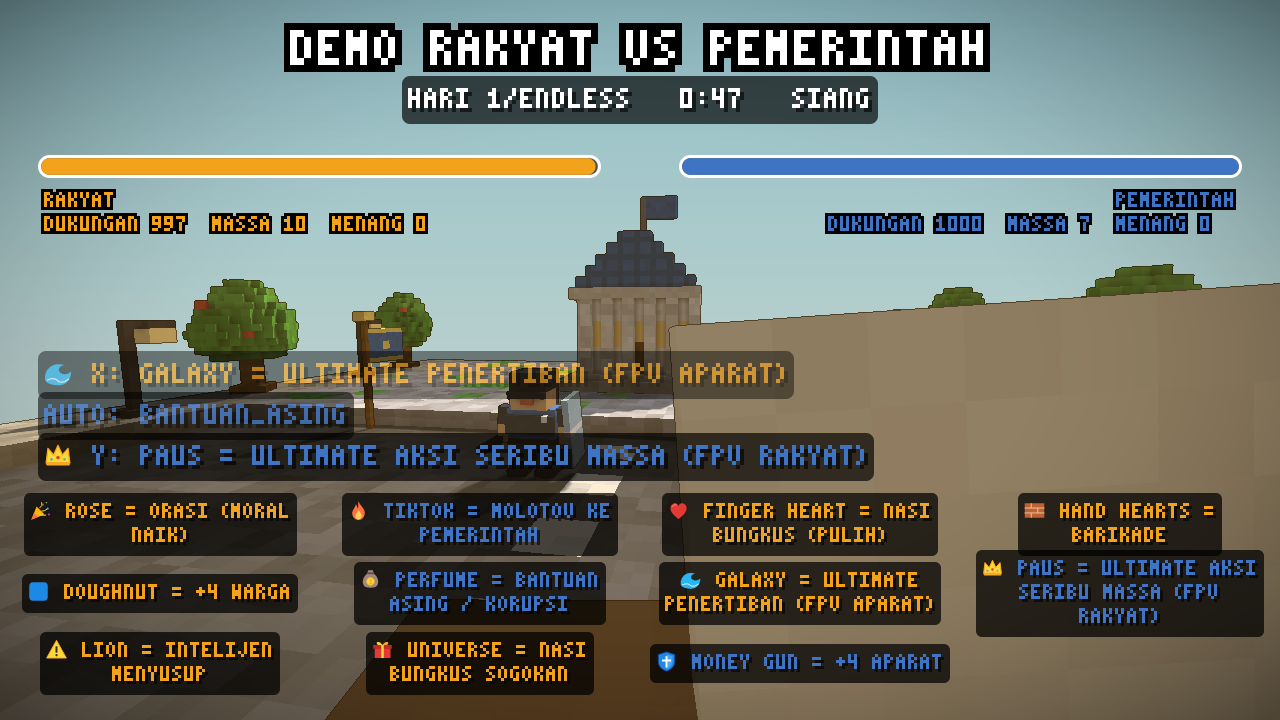 DEMO RAKYAT VS PEMERINTAH
HARI 1/ENDLESS 0:47 SIANG
RAKYAT
DUKUNGAN 997 MASSA 10 MENANG 0
PEMERINTAH
DUKUNGAN 1000 MASSA 7 MENANG 0
X: GALAXY = ULTIMATE PENERTIBAN (FPV APARAT)
AUTO: BANTUAN_ASING
Y: PAUS = ULTIMATE AKSI SERIBU MASSA (FPV RAKYAT)
ROSE = ORASI (MORAL
NAIK)
TIKTOK = MOLOTOV KE
PEMERINTAH
FINGER HEART = NASI
BUNGKUS (PULIH)
HAND HEARTS =
BARIKADE
DOUGHNUT = +4 WARGA
PERFUME = BANTUAN
ASING / KORUPSI
GALAXY = ULTIMATE
PENERTIBAN (FPV APARAT)
PAUS = ULTIMATE AKSI
SERIBU MASSA (FPV
RAKYAT)
LION = INTELIJEN
MENYUSUP
UNIVERSE = NASI
BUNGKUS SOGOKAN
MONEY GUN = +4 APARAT